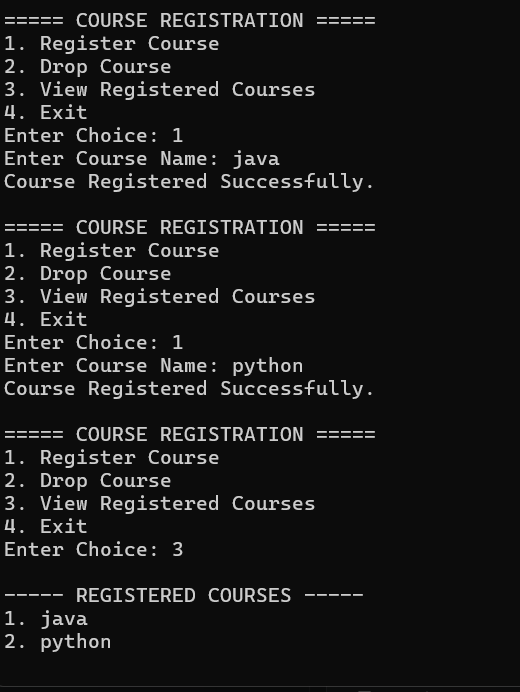 ===== COURSE REGISTRATION =====
1. Register Course
2. Drop Course
3. View Registered Courses
4. Exit
Enter Choice: 1
Enter Course Name: java
Course Registered Successfully.
===== COURSE REGISTRATION =====
1. Register Course
2. Drop Course
3. View Registered Courses
4. Exit
Enter Choice: 1
Enter Course Name: python
Course Registered Successfully.
===== COURSE REGISTRATION =====
1. Register Course
2. Drop Course
3. View Registered Courses
4. Exit
Enter Choice: 3
----- REGISTERED COURSES -----
1. java
2. python